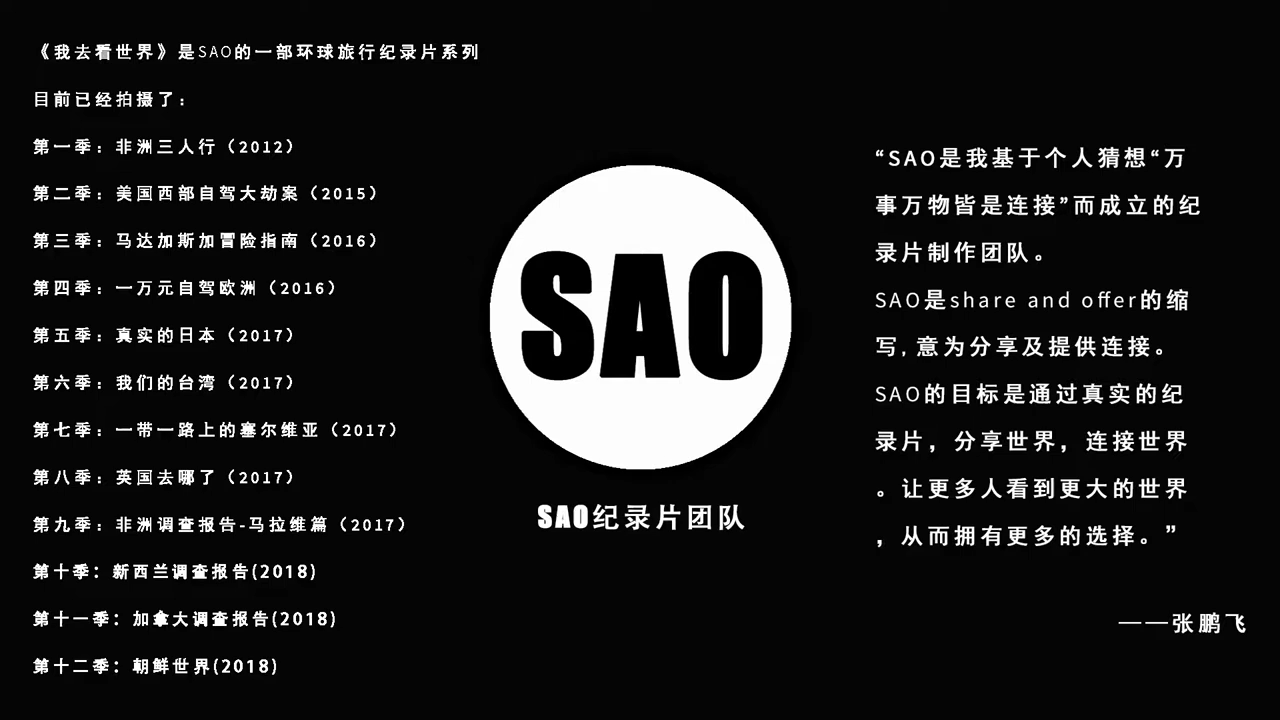 《我去看世界》是SAO的一部环球旅行纪录片系列
目前已经拍摄了：
第一季：非洲三人行（2012）
第二季：美国西部自驾大劫案（2015）
第三季：马达加斯加冒险指南（2016）
第四季：一万元自驾欧洲（2016）
第五季：真实的日本（2017）
第六季：我们的台湾（2017）
第七季：一带一路上的塞尔维亚（2017）
第八季：英国去哪了（2017）
第九季：非洲调查报告-马拉维篇（2017）
第十季：新西兰调查报告(2018)
第十一季：加拿大调查报告(2018)
第十二季：朝鲜世界(2018)
SAO
SAO纪录片团队
“SAO是我基于个人猜想“万
事万物皆是连接”而成立的纪
录片制作团队。
SAO是share and offer的缩
写, 意为分享及提供连接。
SAO的目标是通过真实的纪
录片，分享世界，连接世界
。让更多人看到更大的世界
，从而拥有更多的选择。”
——张鹏飞